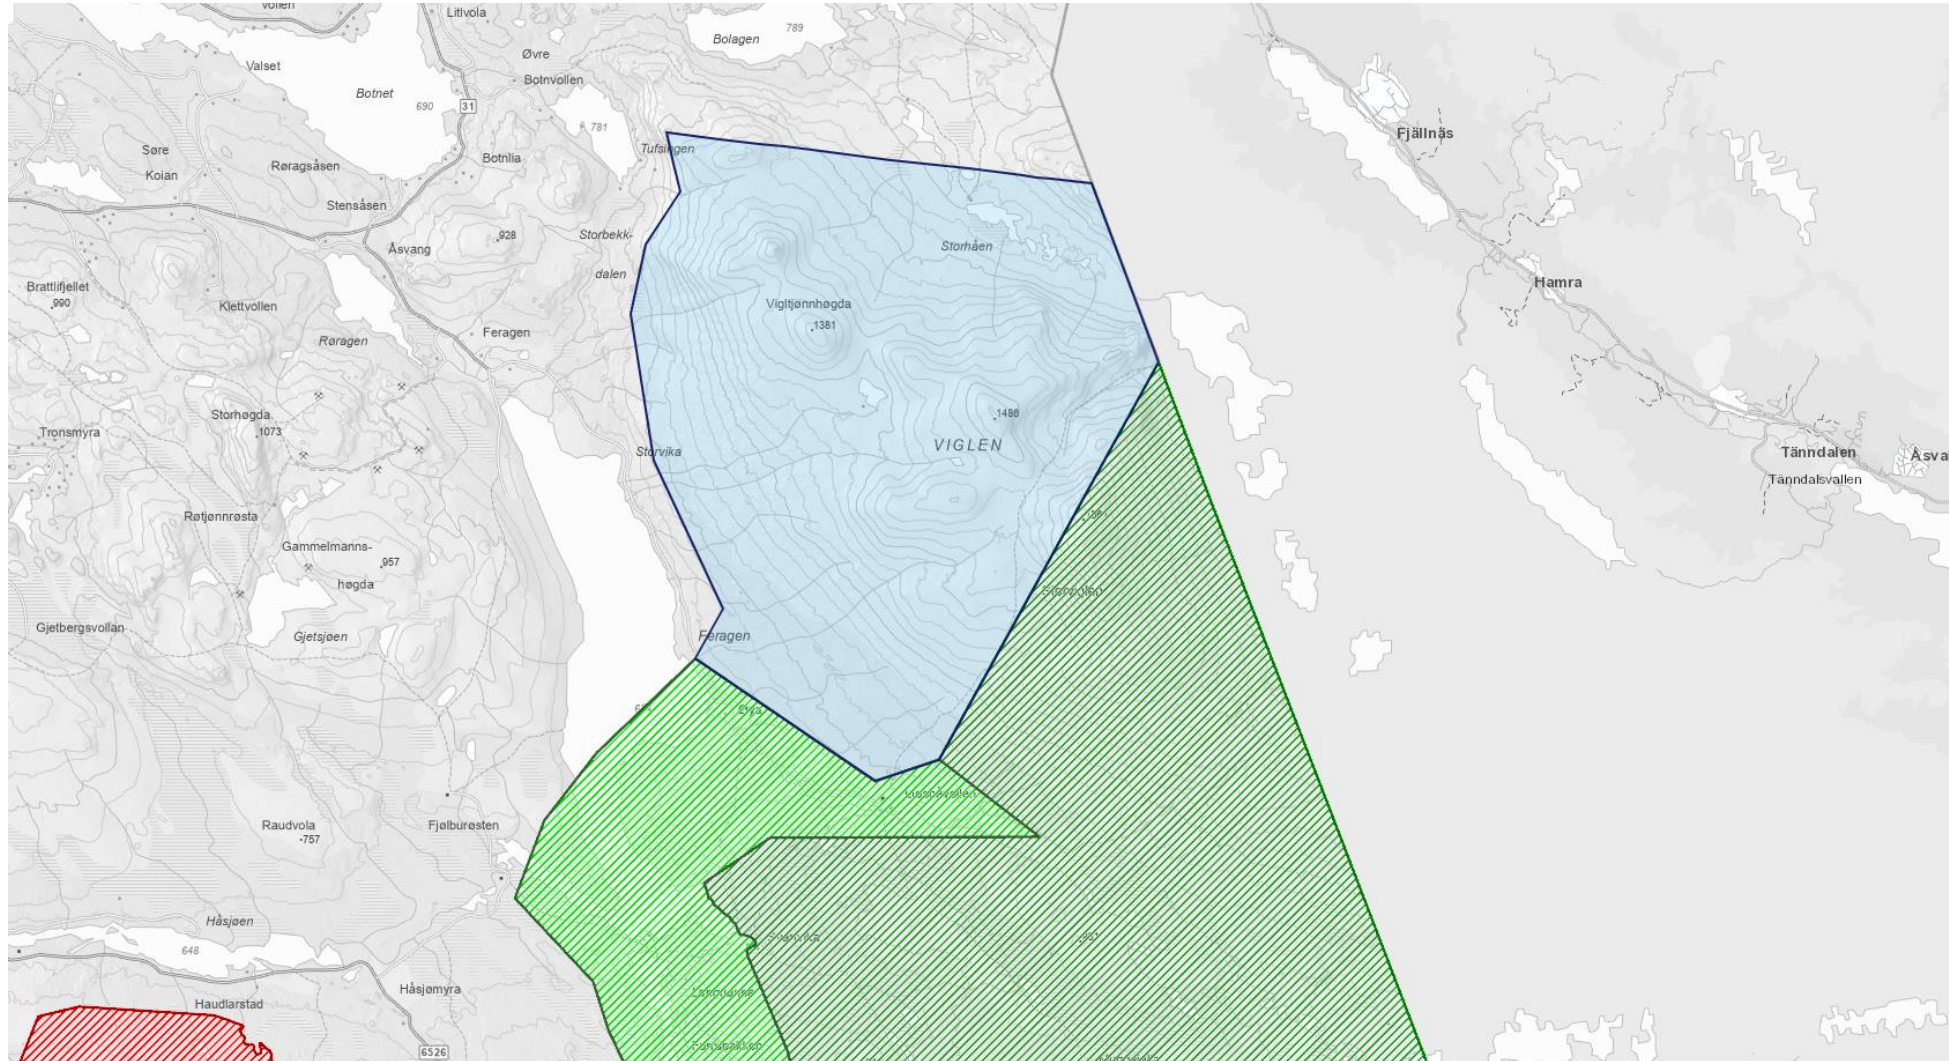 vollen
Litlvola
Bolagen
789
Øvre
Botnvollen
Valset
Botnet
690
31
781
Fjällnäs
Tufsingen
Søre
Koian
Røragsåsen
Botnlia
Stensåsen
Storbekk-
dalen
928
Åsvang
Storhåen
Hamra
Brattlifjellet
990
Klettvollen
Vigltjønnhøgda
1381
Røragen
Feragen
Storhøgda
1073
1486
VIGLEN
Tronsmyra
Storvika
Tänndalen
Åsva
Tänndalsvallen
Røtjønnrøsta
Gammelmanns-
høgda
957
Gjetbergsvollan
Gjetsjøen
Feragen
Raudvola
757
Fjølburøsten
Håsjøen
648
Håsjømyra
Haudlarstad
6526